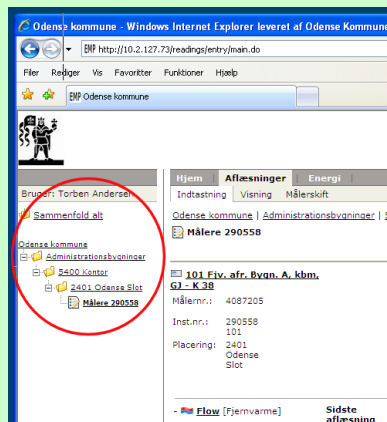 Odense kommune - Windows Internet Explorer leveret af Odense Kommune
EMP http://10.2.127.73/readings/entry/main.do
Filer Rediger Vis Favoritter Funktioner Hjælp
EMP Odense kommune
Hjem Aflæsninger Energi
Bruger: Torben Andersen
Indtastning Visning Målerskift
Sammenfold alt
Odense kommune | Administrationsbygninger |
Målere 290558
Odense kommune
Administrationsbygninger
5400 Kontor
2401 Odense Slot
Målere 290558
101 Fjv. afr. Bygn. A, kbm,
GJ - K 38
Målernr.: 4087205
Inst.nr.: 290558
101
Placering: 2401
Odense
Slot
- Flow [Fjernvarme] Sidste
aflæsning